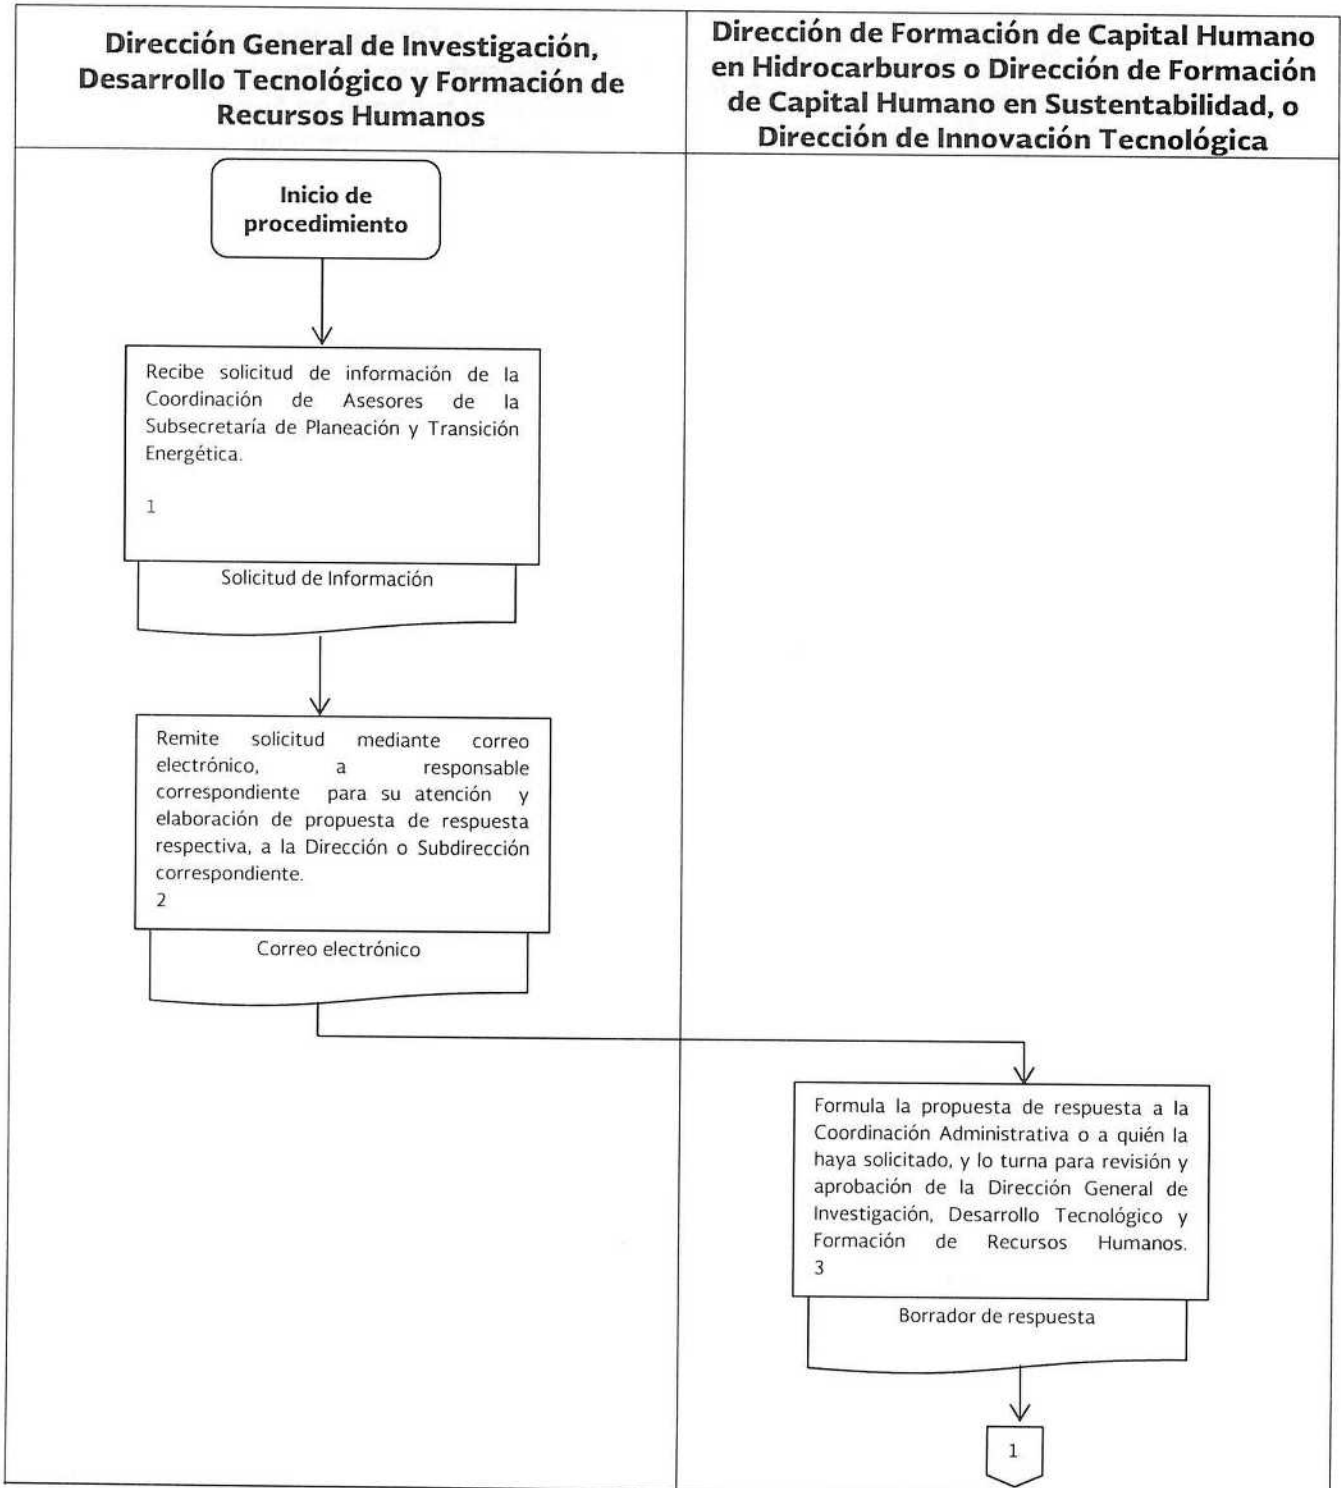 Dirección General de Investigación,
Desarrollo Tecnológico y Formación de
Recursos Humanos
Dirección de Formación de Capital Humano
en Hidrocarburos o Dirección de Formación
de Capital Humano en Sustentabilidad, o
Dirección de Innovación Tecnológica
Inicio de
procedimiento
Recibe solicitud de información de la
Coordinación de Asesores de la
Subsecretaría de Planeación y Transición
Energética.
1
Solicitud de Información
Remite solicitud mediante correo
electrónico, a responsable
correspondiente para su atención y
elaboración de propuesta de respuesta
respectiva, a la Dirección o Subdirección
correspondiente.
2
Correo electrónico
Formula la propuesta de respuesta a la
Coordinación Administrativa o a quién la
haya solicitado, y lo turna para revisión y
aprobación de la Dirección General de
Investigación, Desarrollo Tecnológico y
Formación de Recursos Humanos.
3
Borrador de respuesta
1